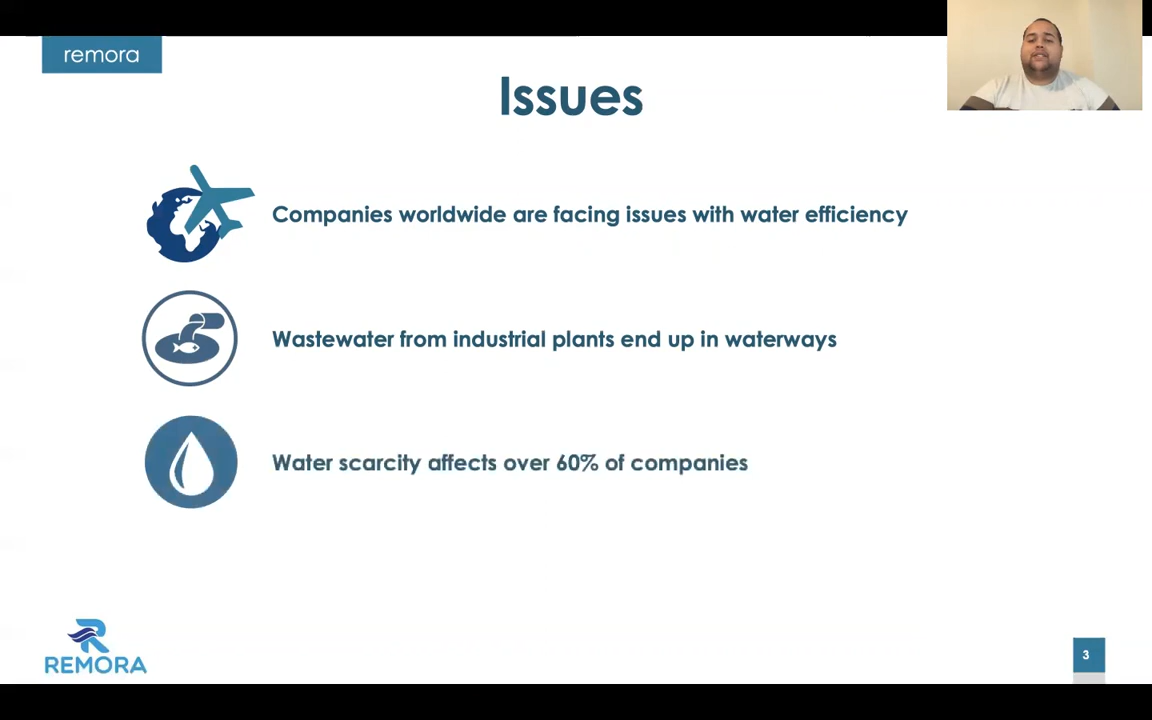 remora
Issues
Companies worldwide are facing issues with water efficiency
Wastewater from industrial plants end up in waterways
Water scarcity affects over 60% of companies
REMORA
3